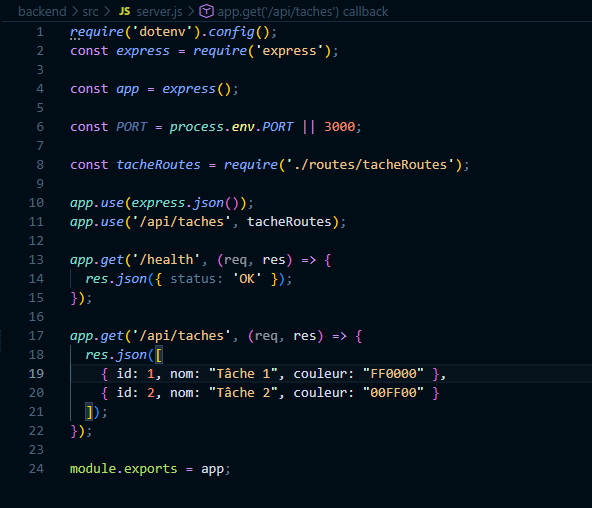 backend > src > JS server.js > app.get('/api/taches') callback
1 require('dotenv').config();
2 const express = require('express');
3
4 const app = express();
5
6 const PORT = process.env.PORT || 3000;
7
8 const tacheRoutes = require('./routes/tacheRoutes');
9
10 app.use(express.json());
11 app.use('/api/taches', tacheRoutes);
12
13 app.get('/health', (req, res) => {
14   res.json({ status: 'OK' });
15 });
16
17 app.get('/api/taches', (req, res) => {
18   res.json([
19     { id: 1, nom: "Tâche 1", couleur: "FF0000" },
20     { id: 2, nom: "Tâche 2", couleur: "00FF00" }
21   ]);
22 });
23
24 module.exports = app;